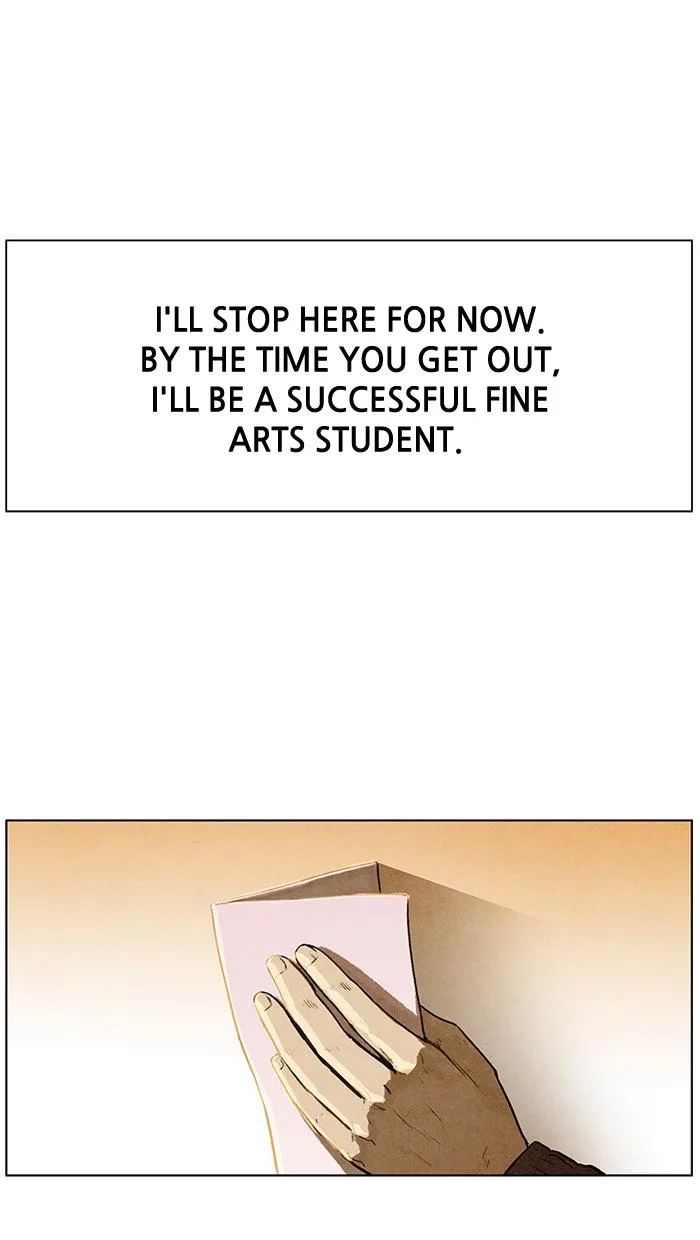 I'LL STOP HERE FOR NOW.
BY THE TIME YOU GET OUT,
I'LL BE A SUCCESSFUL FINE
ARTS STUDENT.